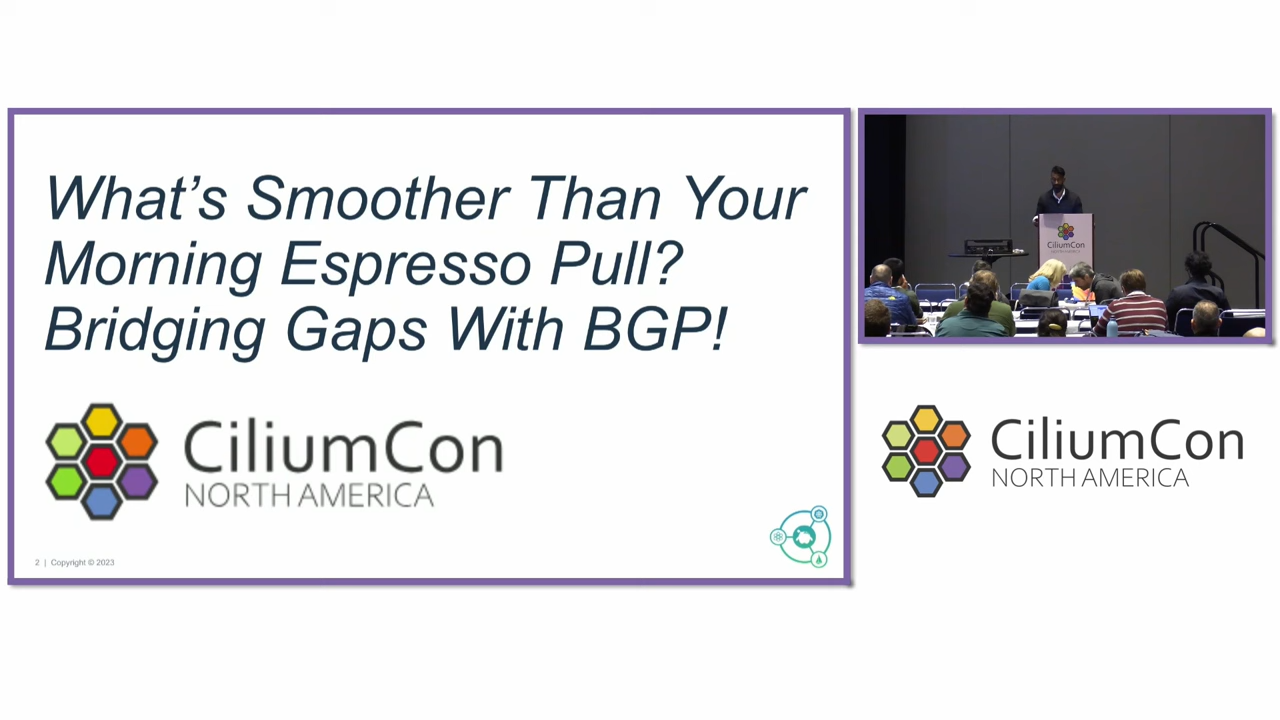 What's Smoother Than Your
Morning Espresso Pull?
Bridging Gaps With BGP!
CiliumCon
NORTH AMERICA
2 | Copyright © 2023
CiliumCon
CiliumCon
NORTH AMERICA